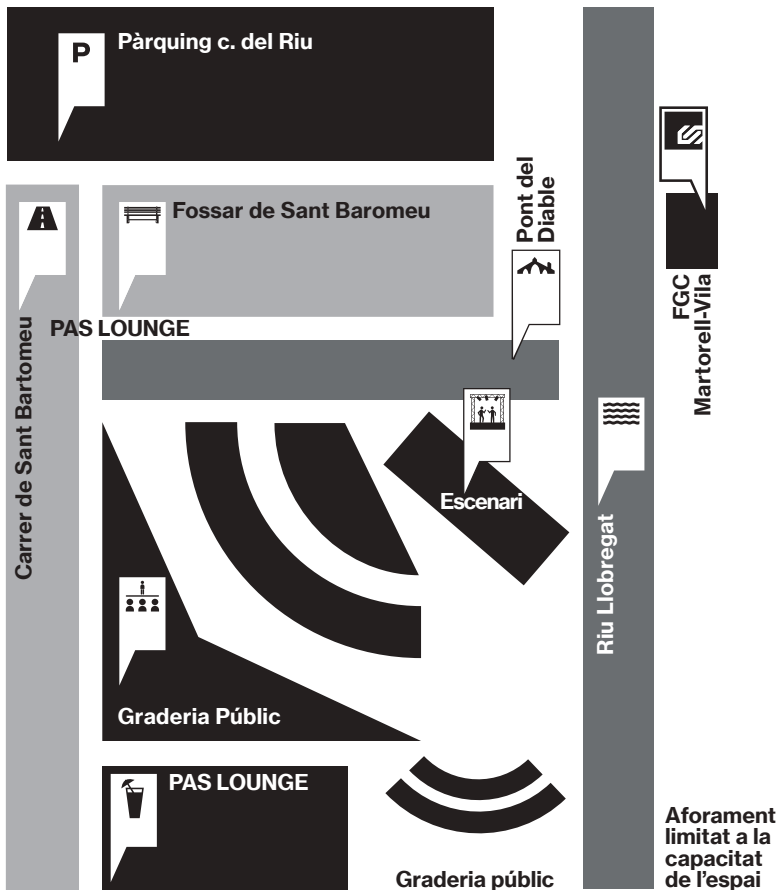 P
Pàrquing c. del Riu
Fossar de Sant Baromeu
Pont del
Diable
FGC
Martorell-Vila
PAS LOUNGE
Carrer de Sant Bartomeu
Escenari
Riu Llobregat
Graderia Públic
PAS LOUNGE
Graderia públic
Aforament
limitat a la
capacitat
de l'espai